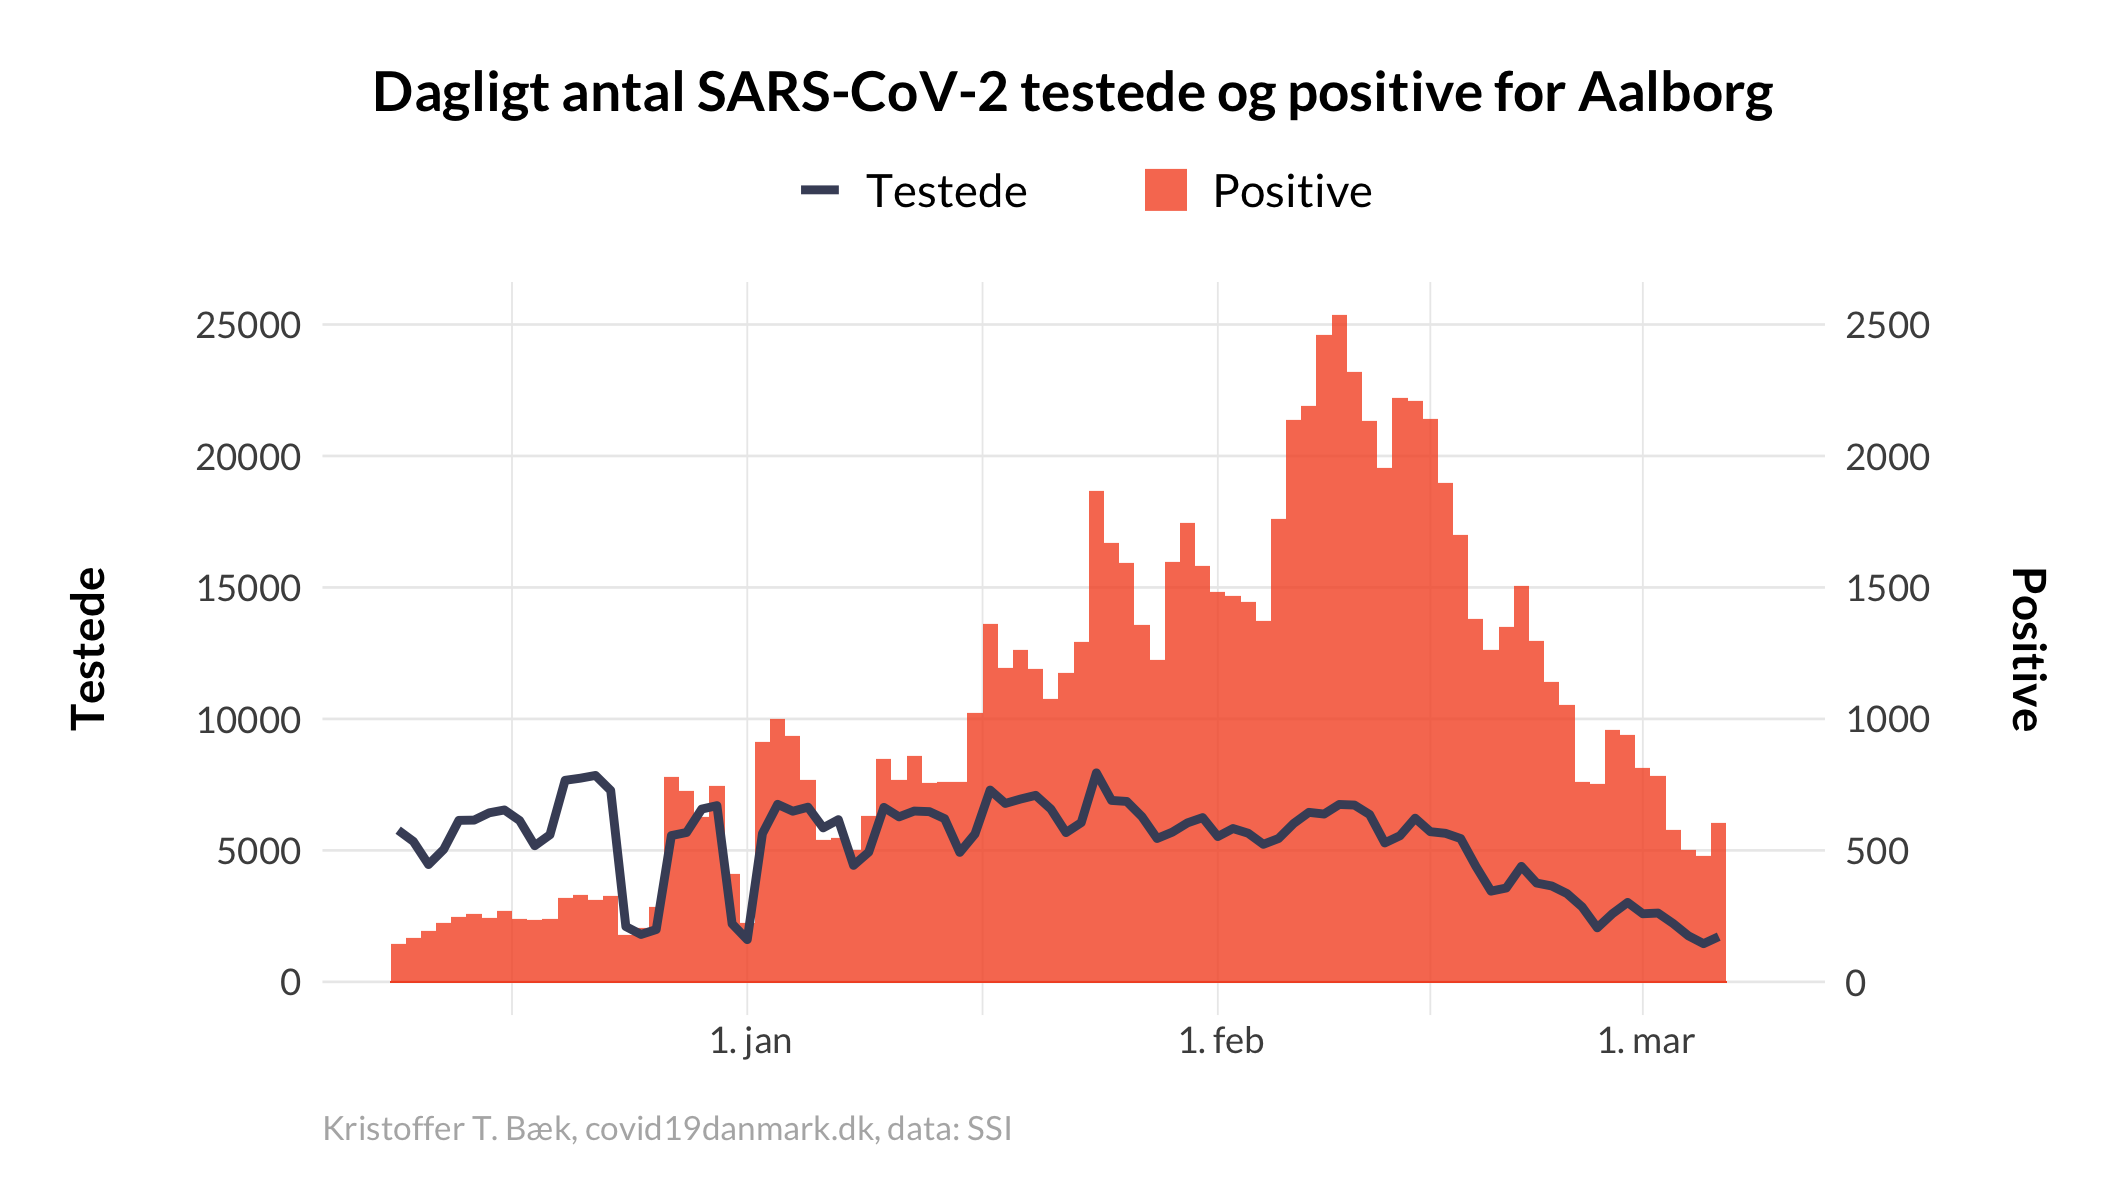 Dagligt antal SARS-CoV-2 testede og positive for Aalborg
Testede
Positive
25000
20000
15000
10000
5000
0
2500
2000
1500
1000
500
0
Testede
Positive
1. jan
1. feb
1. mar
Kristoffer T. Bæk, covid19danmark.dk, data: SSI